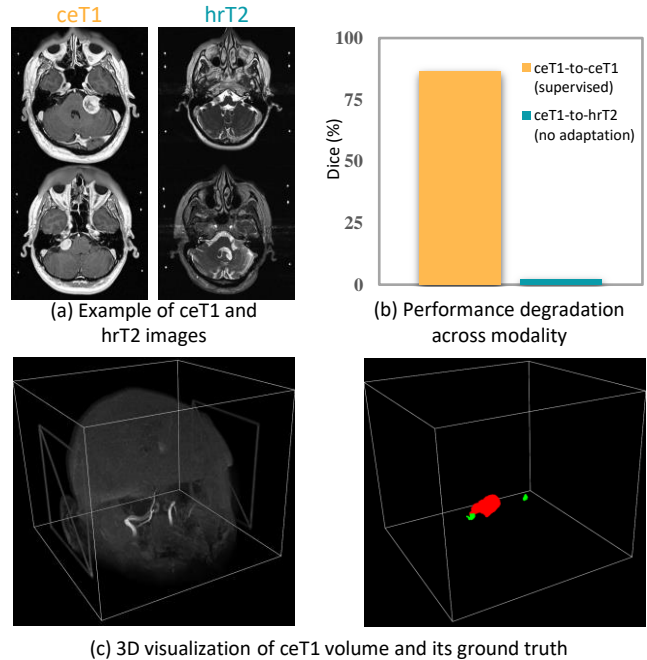 ceT1
hrT2
(a) Example of ceT1 and
hrT2 images
100
75
50
25
0
Dice (%)
ceT1-to-ceT1
(supervised)
ceT1-to-hrT2
(no adaptation)
(b) Performance degradation
across modality
(c) 3D visualization of ceT1 volume and its ground truth